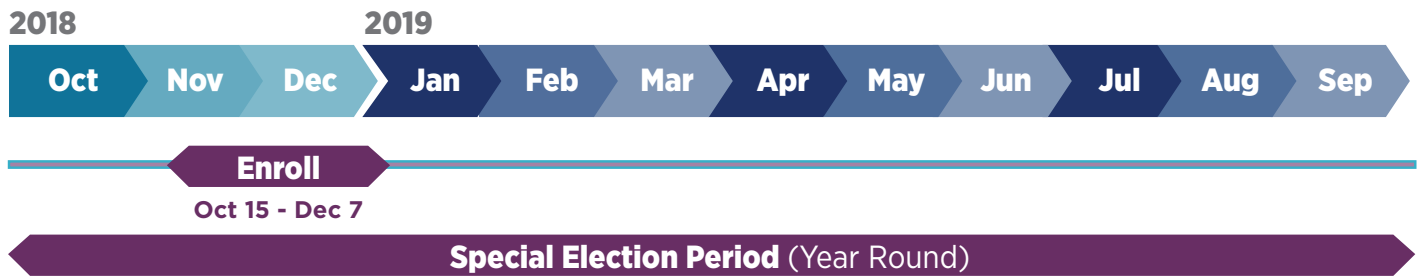 2018 2019
Oct Nov Dec Jan Feb Mar Apr May Jun Jul Aug Sep
Enroll
Oct 15 - Dec 7
Special Election Period (Year Round)